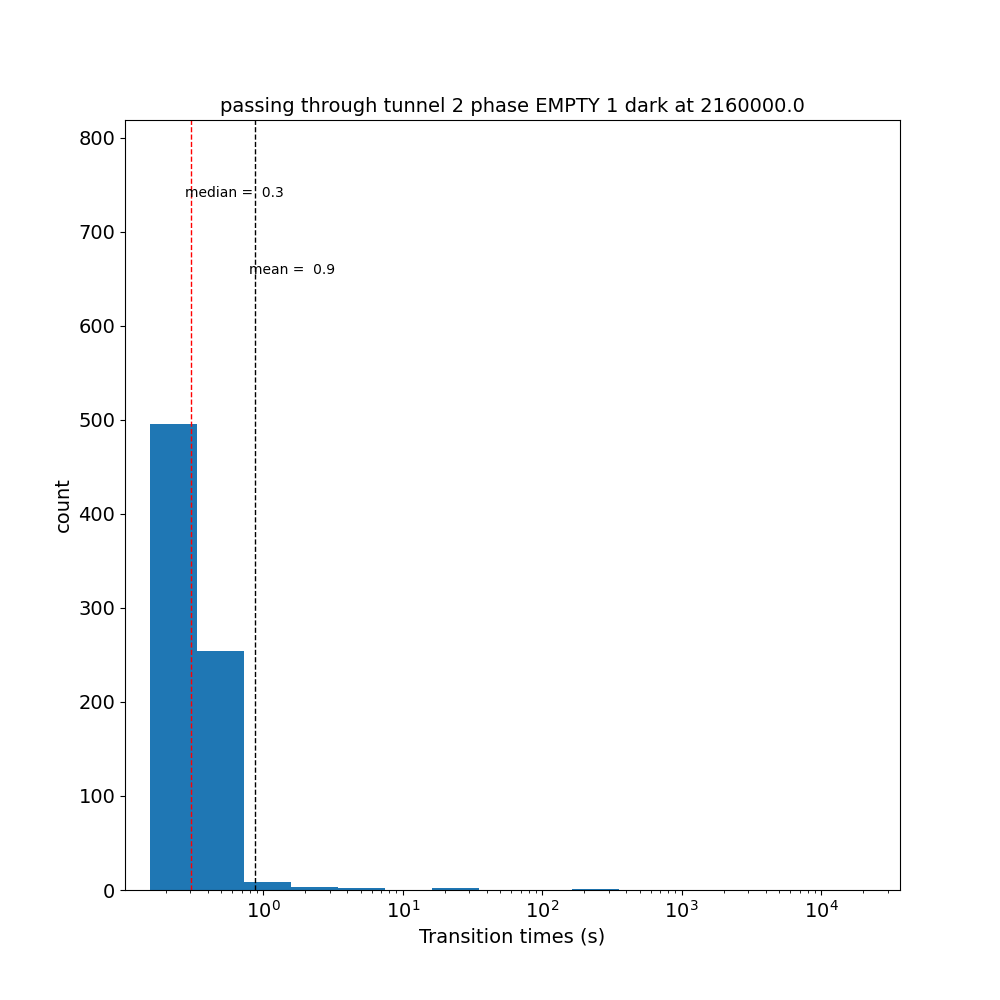 passing through tunnel 2 phase EMPTY 1 dark at 2160000.0
800
700
600
500
400
300
200
100
0
count
median =  0.3
mean =  0.9
10^0
10^1
10^2
10^3
10^4
Transition times (s)